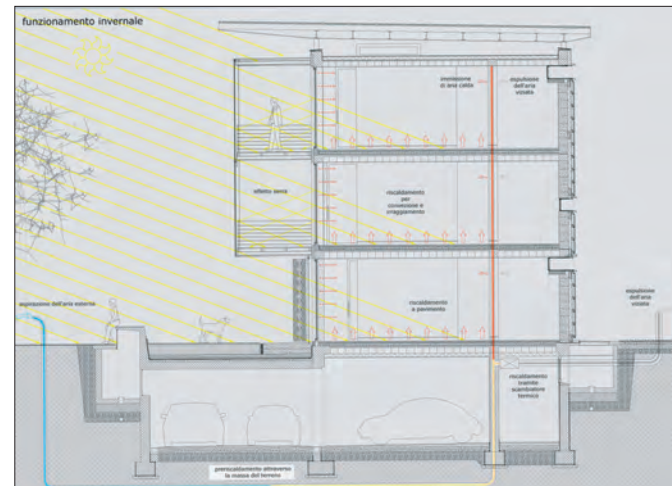 funzionamento invernale
immissione
di aria calda
espulsione
dell'aria
viziata
effetto serra
riscaldamento
per
convezione e
irraggiamento
aspirazione dell'aria esterna
riscaldamento
a pavimento
espulsione
dell'aria
viziata
riscaldamento
tramite
scambiatore
termico
preriscaldamento attraverso
la massa del terreno